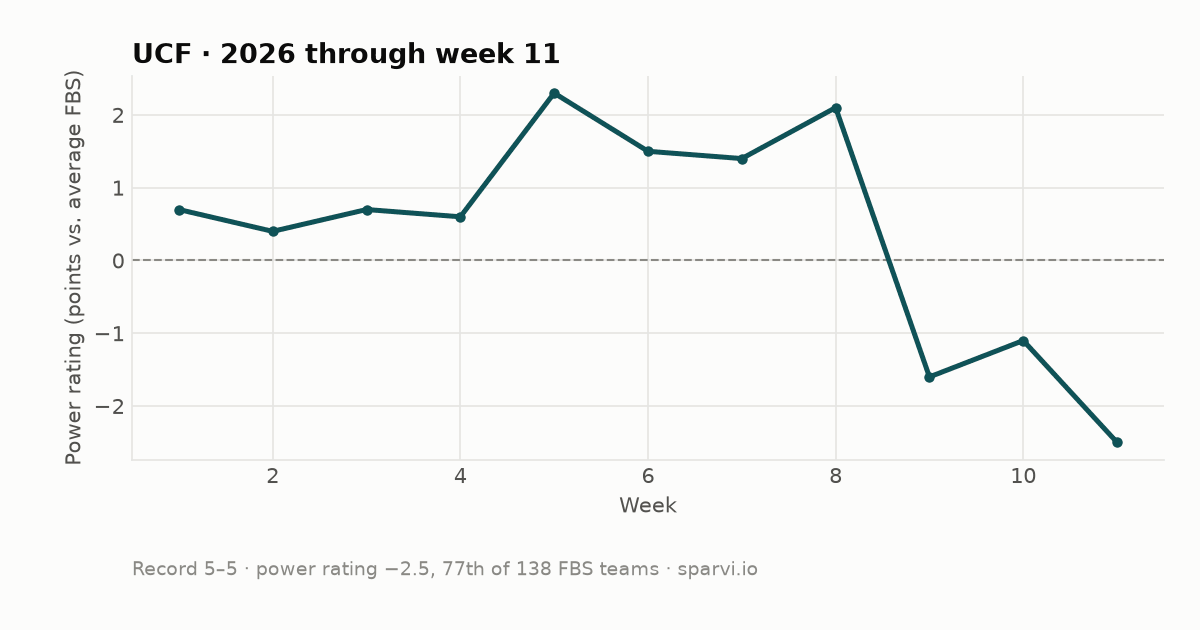 UCF · 2026 through week 11
Power rating (points vs. average FBS)
2
1
0
−1
−2
2 4 6 8 10
Week
Record 5–5 · power rating −2.5, 77th of 138 FBS teams · sparvi.io